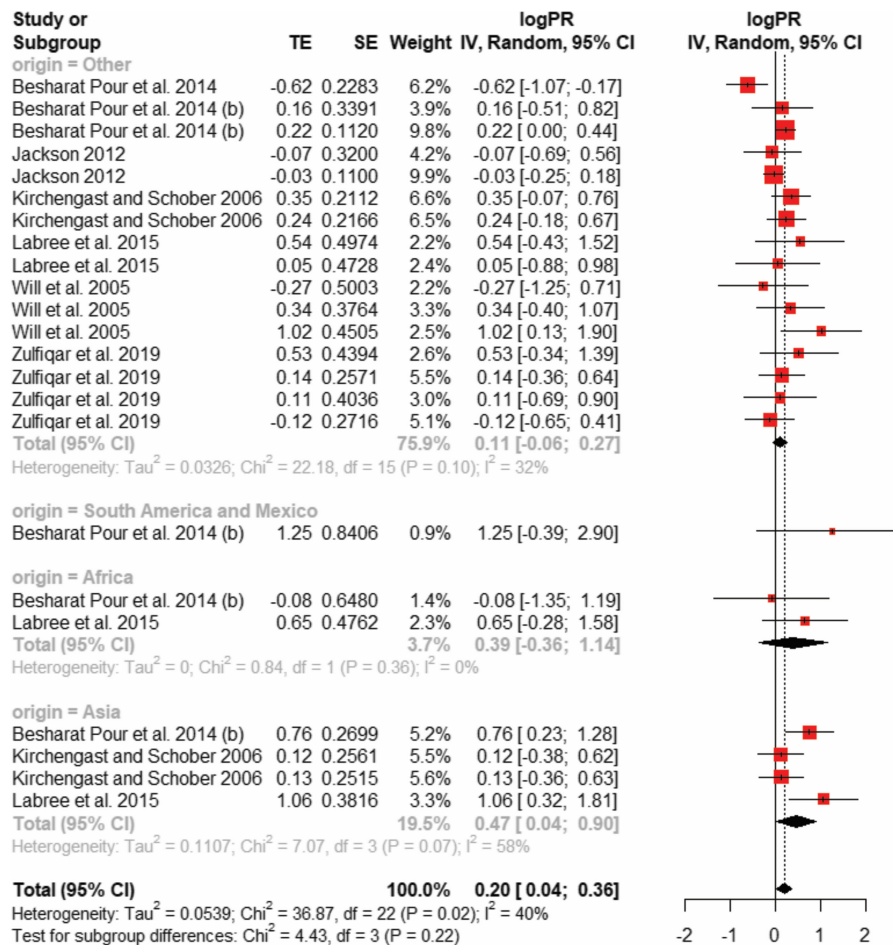 Study or logPR logPR
Subgroup TE SE Weight IV, Random, 95% CI IV, Random, 95% CI
origin = Other
Besharat Pour et al. 2014 -0.62 0.2283 6.2% -0.62 [-1.07; -0.17]
Besharat Pour et al. 2014 (b) 0.16 0.3391 3.9% 0.16 [-0.51; 0.82]
Besharat Pour et al. 2014 (b) 0.22 0.1120 9.8% 0.22 [ 0.00; 0.44]
Jackson 2012 -0.07 0.3200 4.2% -0.07 [-0.69; 0.56]
Jackson 2012 -0.03 0.1100 9.9% -0.03 [-0.25; 0.18]
Kirchengast and Schober 2006 0.35 0.2112 6.6% 0.35 [-0.07; 0.76]
Kirchengast and Schober 2006 0.24 0.2166 6.5% 0.24 [-0.18; 0.67]
Labree et al. 2015 0.54 0.4974 2.2% 0.54 [-0.43; 1.52]
Labree et al. 2015 0.05 0.4728 2.4% 0.05 [-0.88; 0.98]
Will et al. 2005 -0.27 0.5003 2.2% -0.27 [-1.25; 0.71]
Will et al. 2005 0.34 0.3764 3.3% 0.34 [-0.40; 1.07]
Will et al. 2005 1.02 0.4505 2.5% 1.02 [ 0.13; 1.90]
Zulfiqar et al. 2019 0.53 0.4394 2.6% 0.53 [-0.34; 1.39]
Zulfiqar et al. 2019 0.14 0.2571 5.5% 0.14 [-0.36; 0.64]
Zulfiqar et al. 2019 0.11 0.4036 3.0% 0.11 [-0.69; 0.90]
Zulfiqar et al. 2019 -0.12 0.2716 5.1% -0.12 [-0.65; 0.41]
Total (95% CI) 75.9% 0.11 [-0.06; 0.27]
Heterogeneity: Tau² = 0.0326; Chi² = 22.18, df = 15 (P = 0.10); I² = 32%
origin = South America and Mexico
Besharat Pour et al. 2014 (b) 1.25 0.8406 0.9% 1.25 [-0.39; 2.90]
origin = Africa
Besharat Pour et al. 2014 (b) -0.08 0.6480 1.4% -0.08 [-1.35; 1.19]
Labree et al. 2015 0.65 0.4762 2.3% 0.65 [-0.28; 1.58]
Total (95% CI) 3.7% 0.39 [-0.36; 1.14]
Heterogeneity: Tau² = 0; Chi² = 0.84, df = 1 (P = 0.36); I² = 0%
origin = Asia
Besharat Pour et al. 2014 (b) 0.76 0.2699 5.2% 0.76 [ 0.23; 1.28]
Kirchengast and Schober 2006 0.12 0.2561 5.5% 0.12 [-0.38; 0.62]
Kirchengast and Schober 2006 0.13 0.2515 5.6% 0.13 [-0.36; 0.63]
Labree et al. 2015 1.06 0.3816 3.3% 1.06 [ 0.32; 1.81]
Total (95% CI) 19.5% 0.47 [ 0.04; 0.90]
Heterogeneity: Tau² = 0.1107; Chi² = 7.07, df = 3 (P = 0.07); I² = 58%
Total (95% CI) 100.0% 0.20 [ 0.04; 0.36]
Heterogeneity: Tau² = 0.0539; Chi² = 36.87, df = 22 (P = 0.02); I² = 40%
Test for subgroup differences: Chi² = 4.43, df = 3 (P = 0.22)
-2 -1 0 1 2